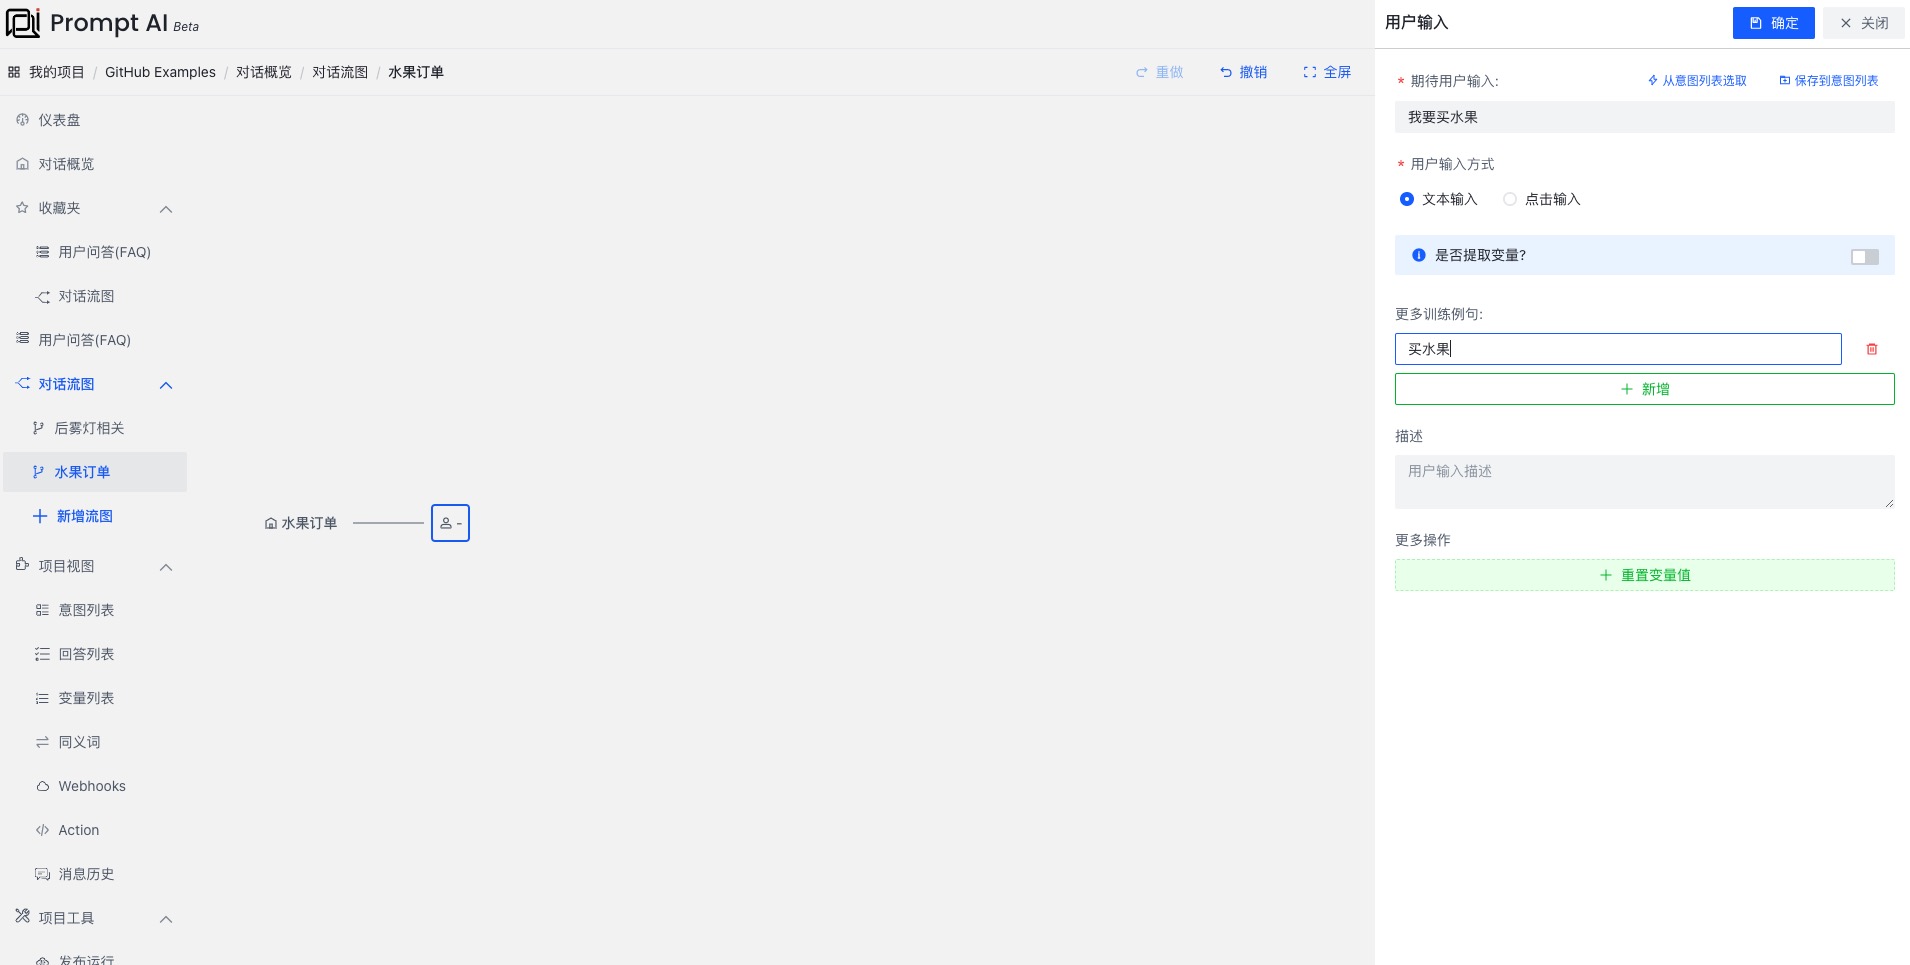 Prompt AI Beta
我的项目 / GitHub Examples / 对话概览 / 对话流图 / 水果订单
重做 撤销 全屏
仪表盘
对话概览
收藏夹
用户问答(FAQ)
对话流图
用户问答(FAQ)
对话流图
后雾灯相关
水果订单
新增流图
项目视图
意图列表
回答列表
变量列表
同义词
Webhooks
Action
消息历史
项目工具
发布运行
水果订单
-
用户输入
确定 关闭
* 期待用户输入: 从意图列表选取 保存到意图列表
我要买水果
* 用户输入方式
文本输入 点击输入
是否提取变量?
更多训练例句:
买水果
新增
描述
用户输入描述
更多操作
重置变量值